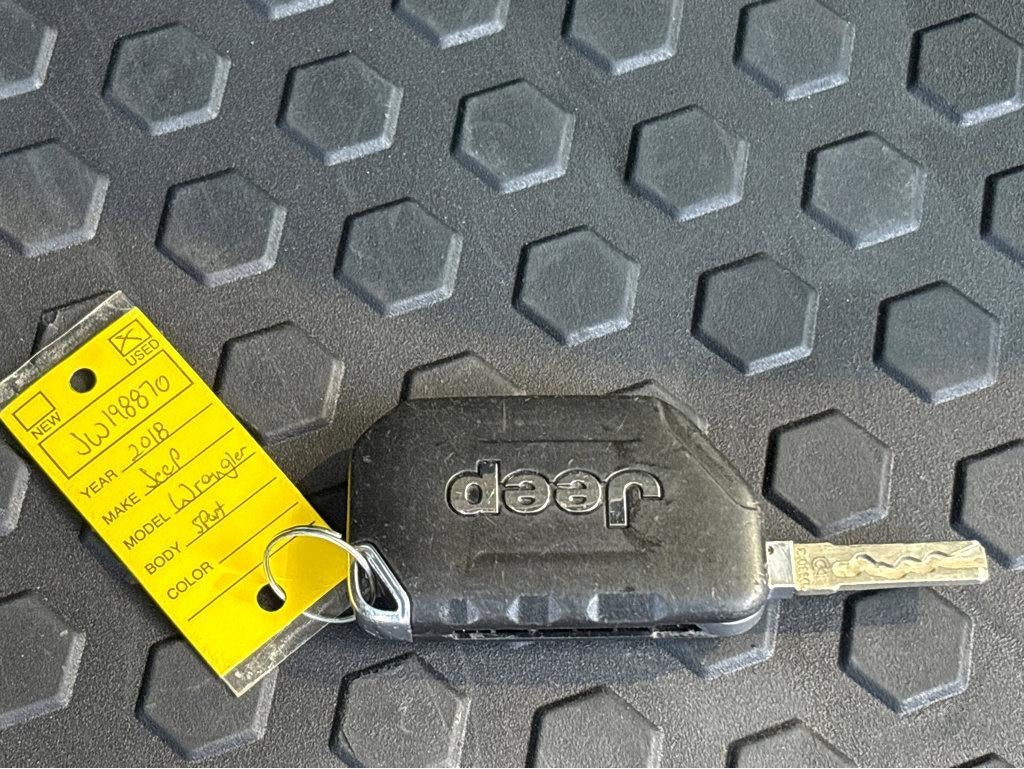 NEW
USED
JW198870
YEAR 2018
MAKE Jeep
MODEL Wrangler
BODY Sport
COLOR
Jeep